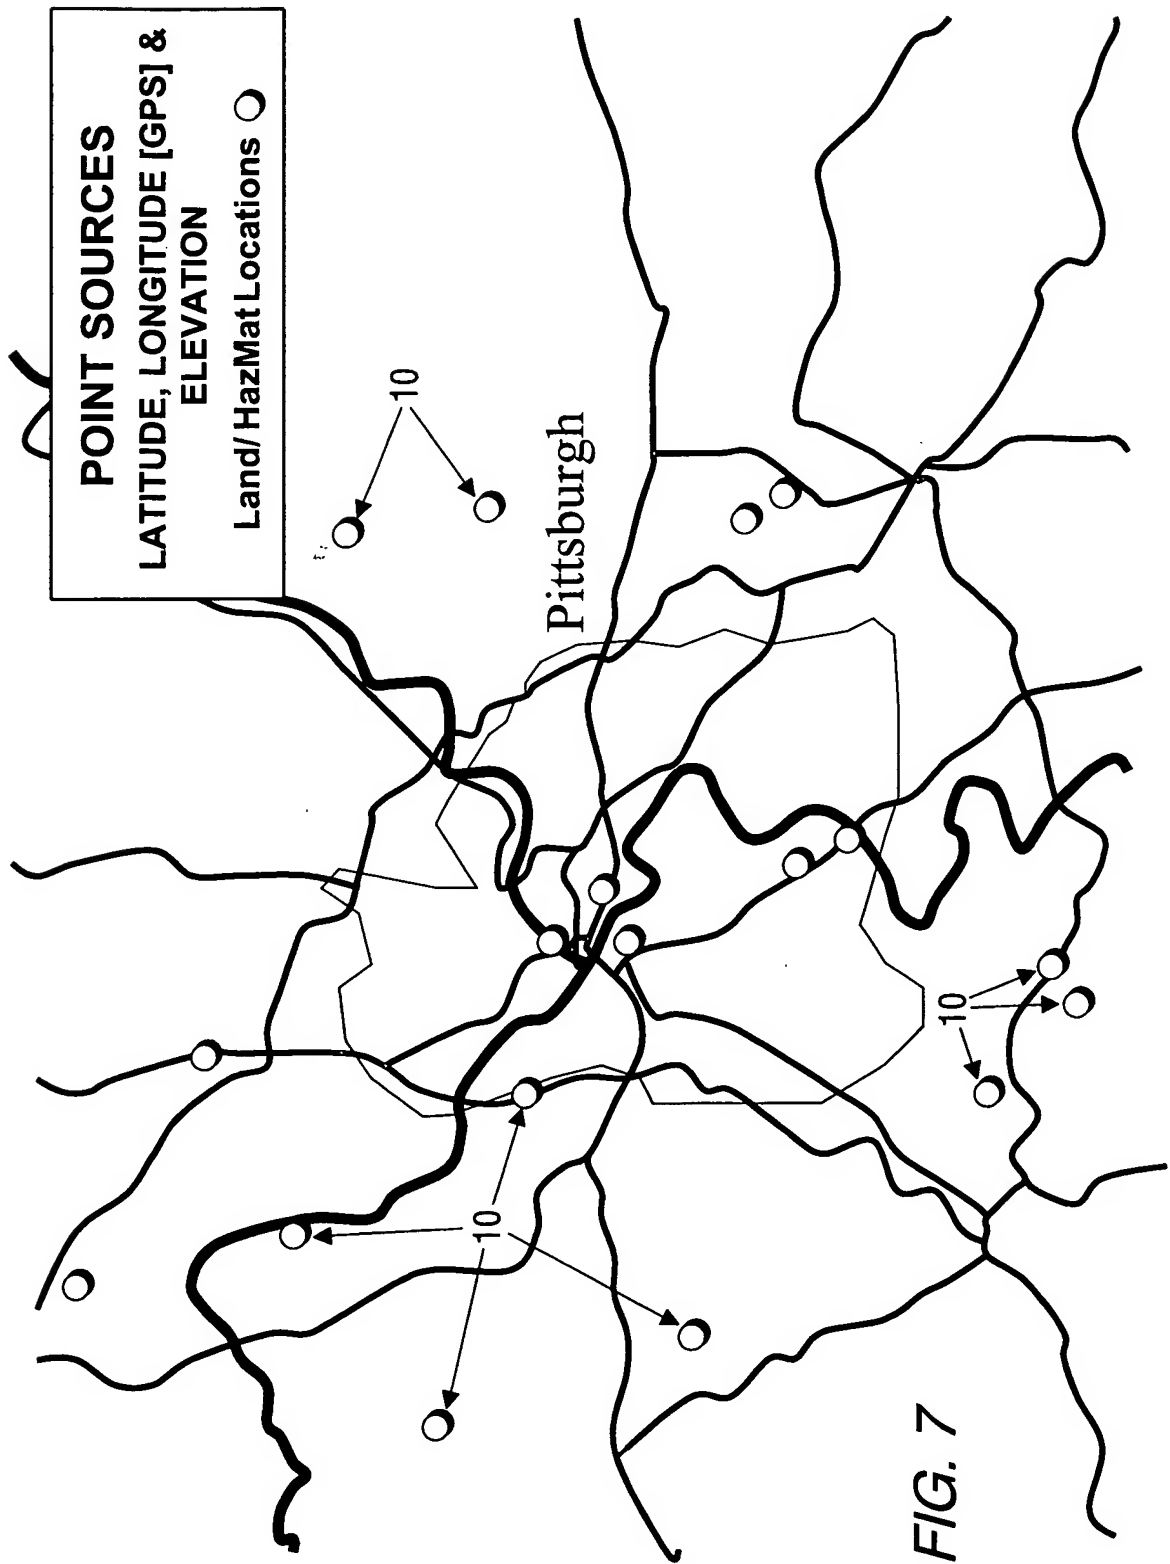 POINT SOURCES
LATITUDE, LONGITUDE [GPS] &
ELEVATION
Land/HazMat Locations
10
Pittsburgh
10
10
FIG. 7